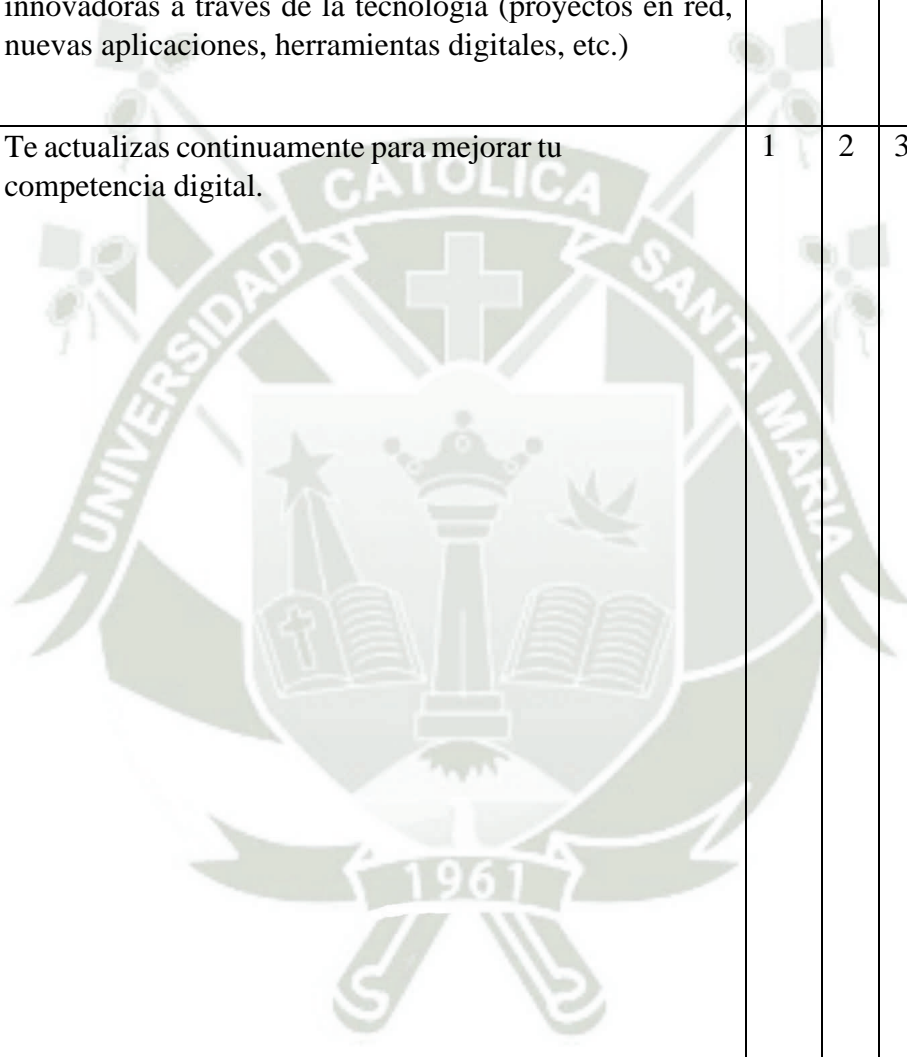 innovadoras a través de la tecnología (proyectos en red,
nuevas aplicaciones, herramientas digitales, etc.)
Te actualizas continuamente para mejorar tu 1 2 3
competencia digital.
UNIVERSIDAD CATOLICA SANTA MARIA
1961